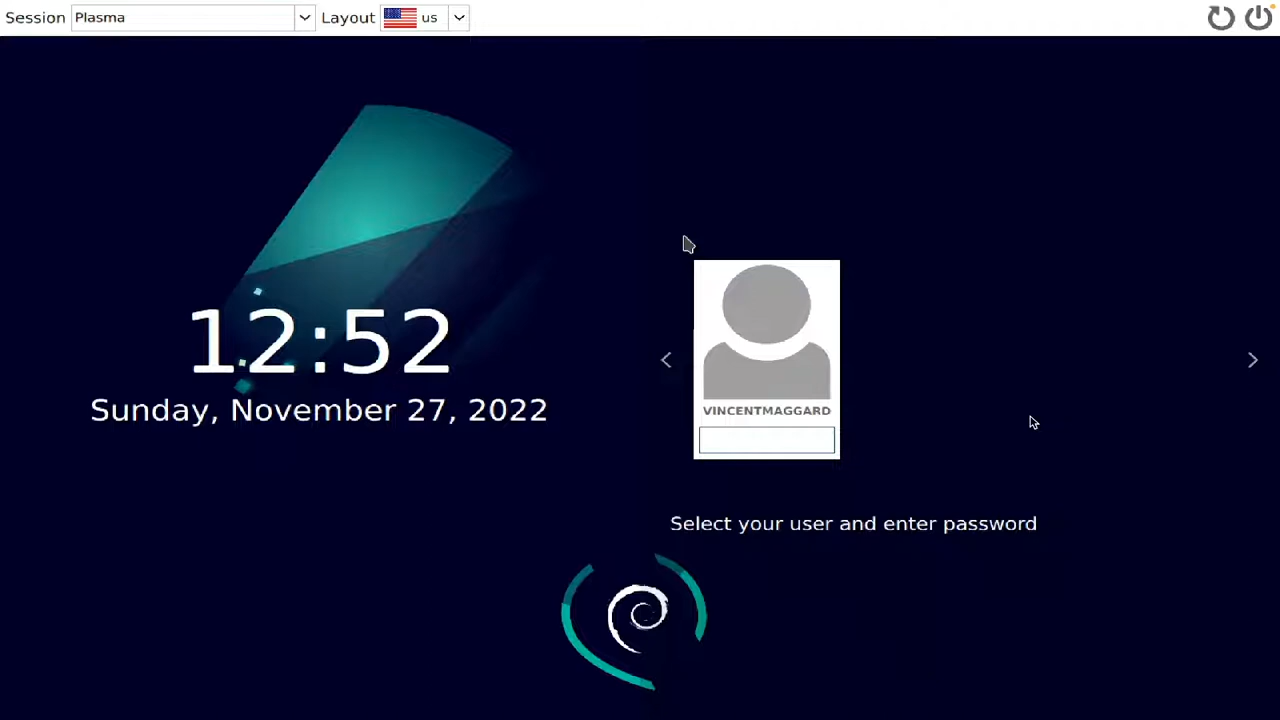 Session Plasma Layout us
12:52
Sunday, November 27, 2022
VINCENTMAGGARD
Select your user and enter password